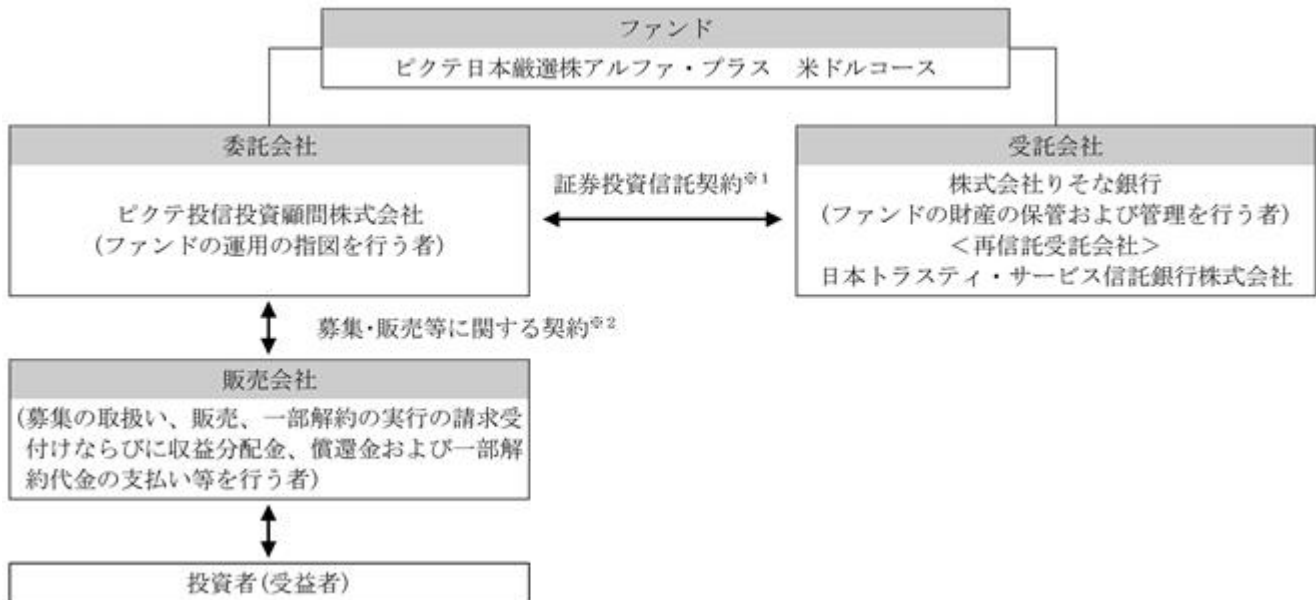 ファンド
ピクテ日本厳選株アルファ・プラス　米ドルコース
委託会社
ピクテ投信投資顧問株式会社
(ファンドの運用の指図を行う者)
証券投資信託契約※1
受託会社
株式会社りそな銀行
(ファンドの財産の保管および管理を行う者)
＜再信託受託会社＞
日本トラスティ・サービス信託銀行株式会社
募集･販売等に関する契約※2
販売会社
(募集の取扱い、販売、一部解約の実行の請求受
付けならびに収益分配金、償還金および一部解
約代金の支払い等を行う者)
投資者(受益者)